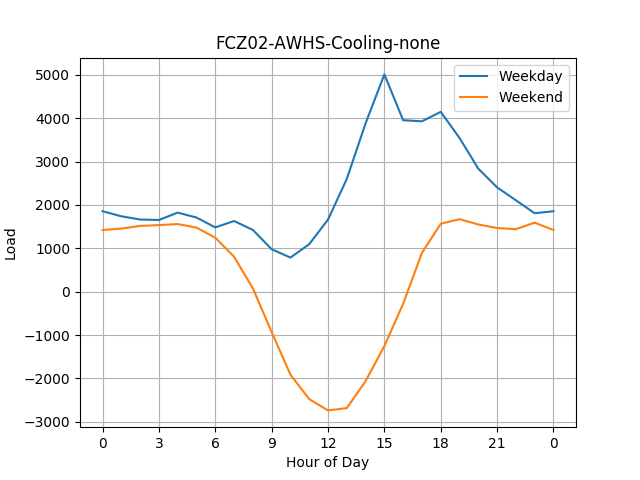 FCZ02-AWHS-Cooling-none
Weekday
Weekend
5000
4000
3000
2000
1000
0
−1000
−2000
−3000
Load
0 3 6 9 12 15 18 21 0
Hour of Day